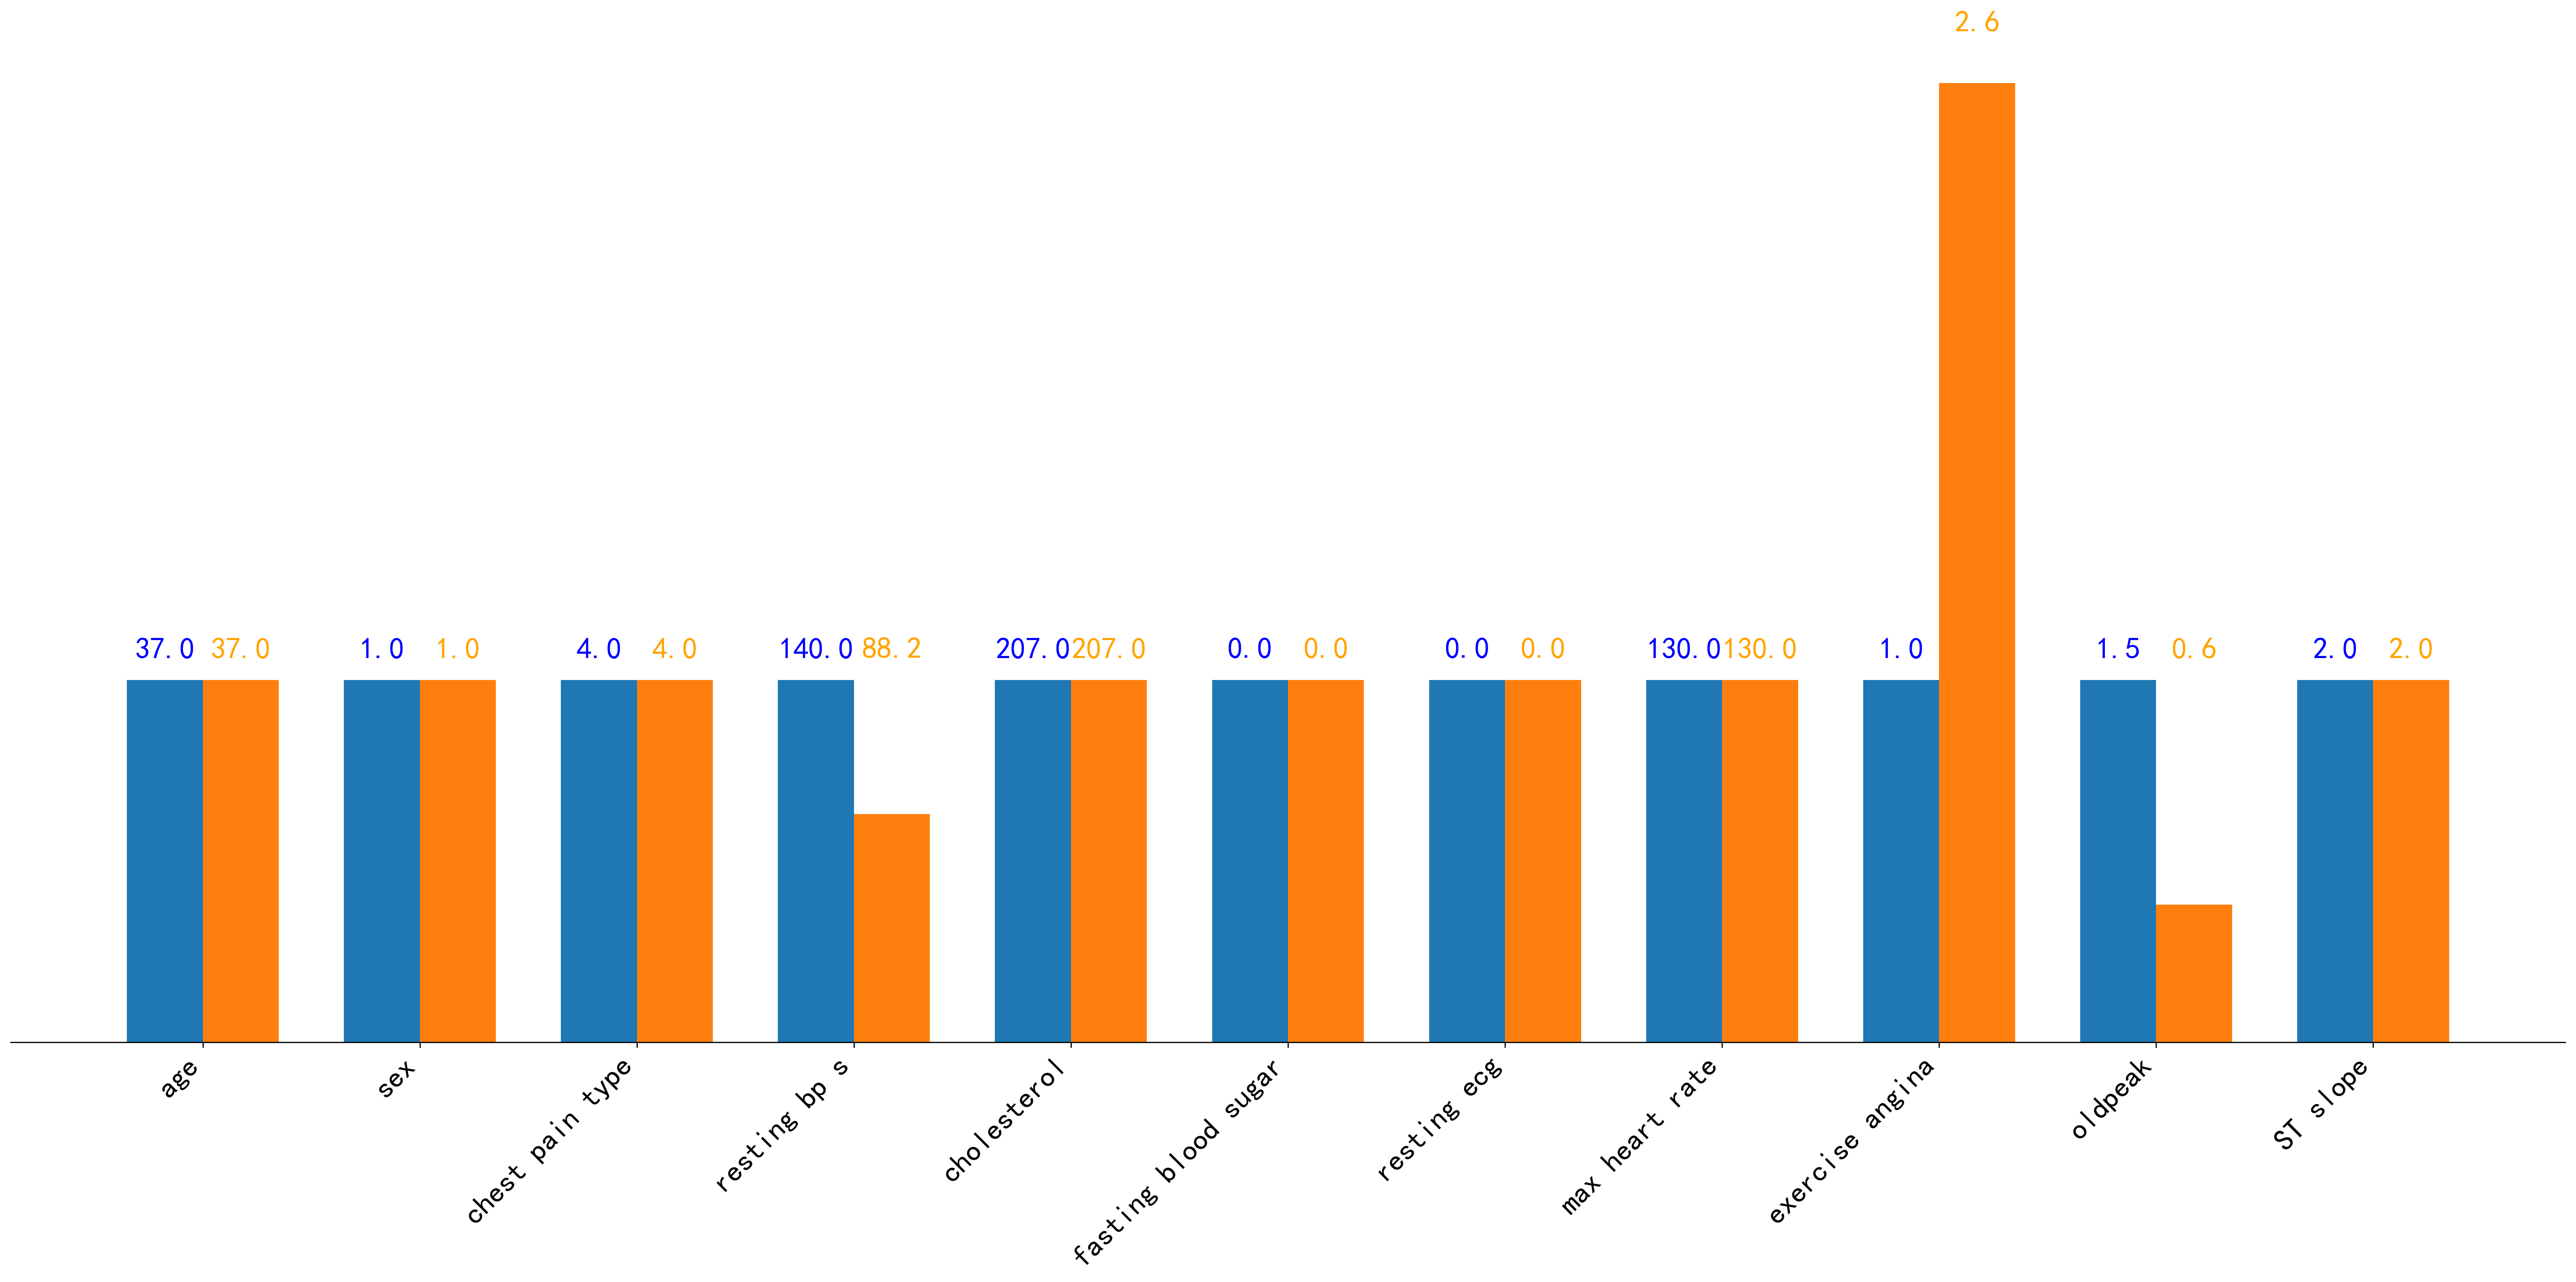 2.6
37.0 37.0 1.0 1.0 4.0 4.0 140.0 88.2 207.0 207.0 0.0 0.0 0.0 0.0 130.0 130.0 1.0 1.5 0.6 2.0 2.0
age
sex
chest pain type
resting bp s
cholesterol
fasting blood sugar
resting ecg
max heart rate
exercise angina
oldpeak
ST slope